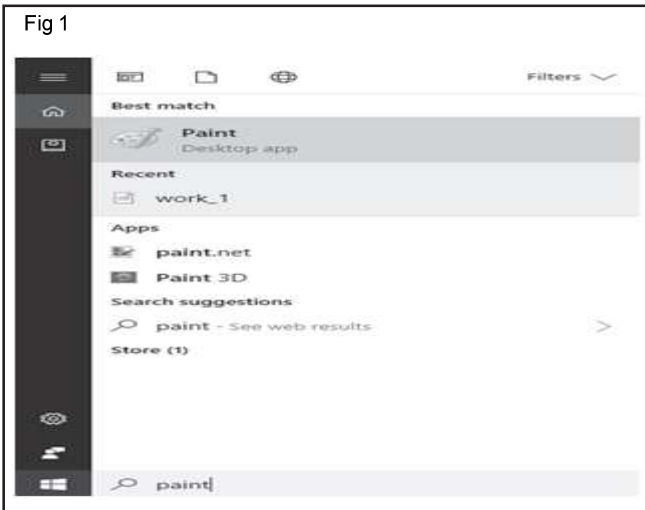 Fig 1
Filters
Best match
Paint
Desktop app
Recent
work_1
Apps
paint.net
Paint 3D
Search suggestions
paint - See web results
Store (1)
paint